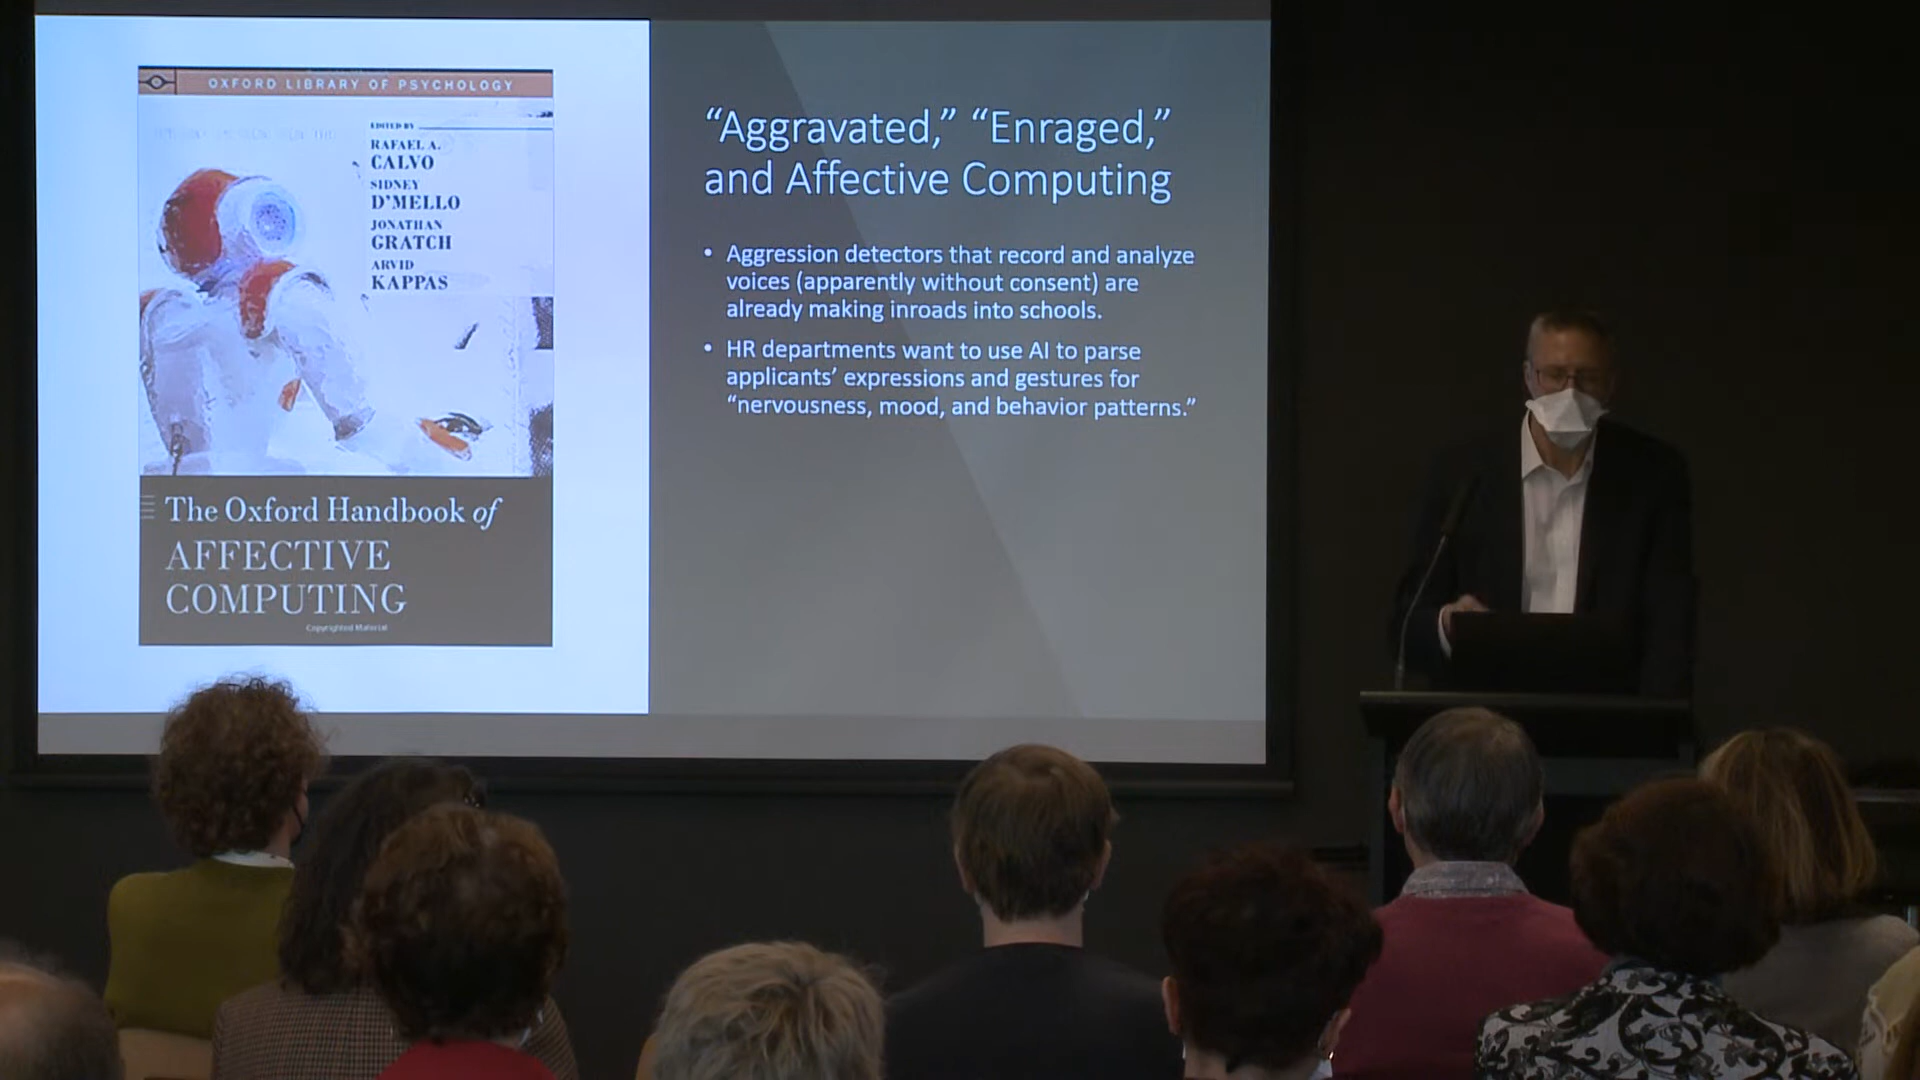 OXFORD LIBRARY OF PSYCHOLOGY
EDITED BY
RAFAEL A.
CALVO
SIDNEY
D'MELLO
JONATHAN
GRATCH
ARVID
KAPPAS
The Oxford Handbook of
AFFECTIVE
COMPUTING
Copyrighted Material
“Aggravated,” “Enraged,”
and Affective Computing
• Aggression detectors that record and analyze
voices (apparently without consent) are
already making inroads into schools.
• HR departments want to use AI to parse
applicants’ expressions and gestures for
“nervousness, mood, and behavior patterns.”